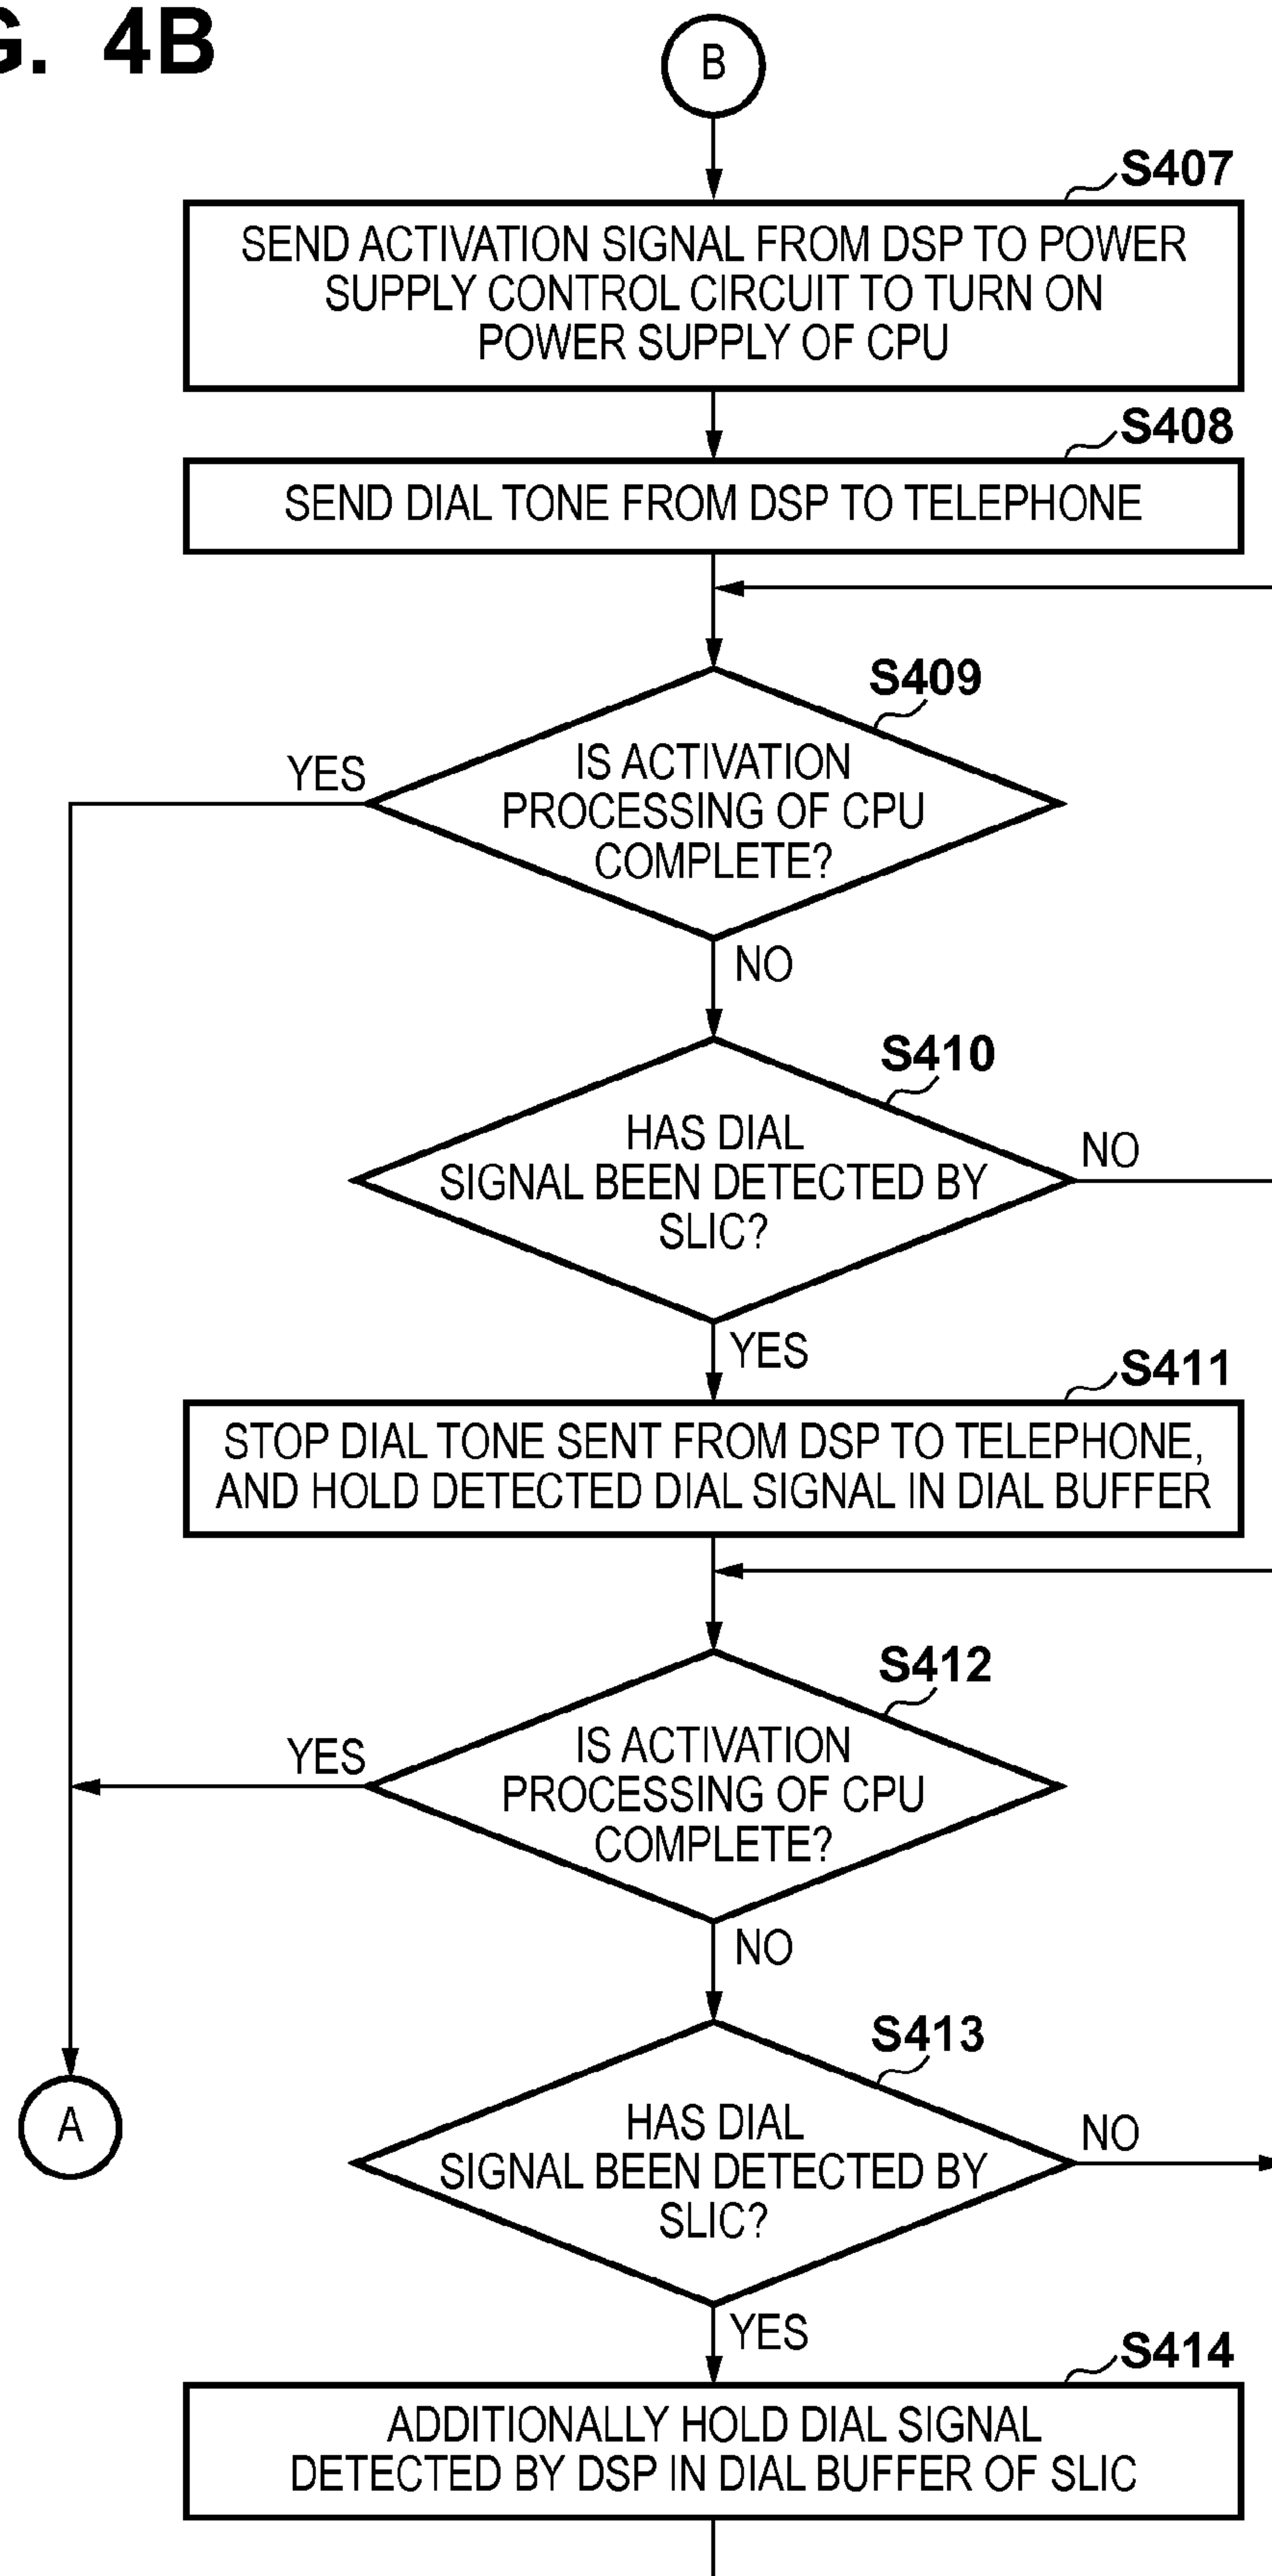 G. 4B
B
S407
SEND ACTIVATION SIGNAL FROM DSP TO POWER
SUPPLY CONTROL CIRCUIT TO TURN ON
POWER SUPPLY OF CPU
S408
SEND DIAL TONE FROM DSP TO TELEPHONE
S409
IS ACTIVATION
PROCESSING OF CPU
COMPLETE?
YES
NO
S410
HAS DIAL
SIGNAL BEEN DETECTED BY
SLIC?
NO
YES
S411
STOP DIAL TONE SENT FROM DSP TO TELEPHONE,
AND HOLD DETECTED DIAL SIGNAL IN DIAL BUFFER
S412
IS ACTIVATION
PROCESSING OF CPU
COMPLETE?
YES
NO
S413
HAS DIAL
SIGNAL BEEN DETECTED BY
SLIC?
A
NO
YES
S414
ADDITIONALLY HOLD DIAL SIGNAL
DETECTED BY DSP IN DIAL BUFFER OF SLIC